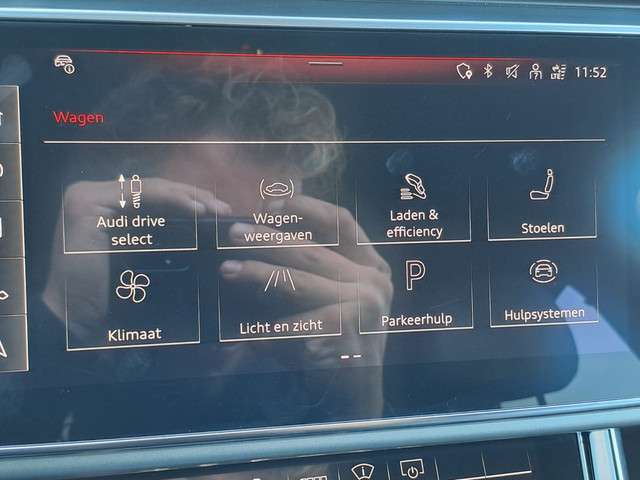 11:52
Wagen
Audi drive
select
Wagen-
weergaven
Laden &
efficiency
Stoelen
Klimaat
Licht en zicht
P
Parkeerhulp
Hulpsystemen